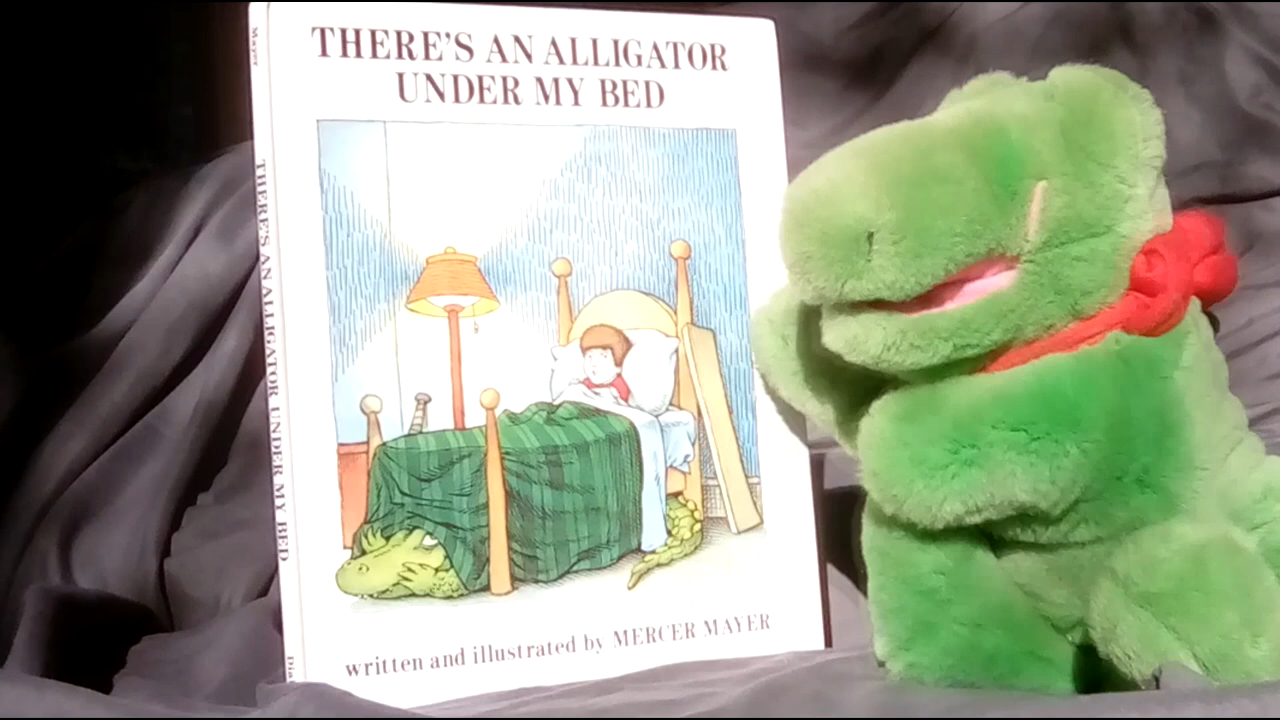 THERE'S AN ALLIGATOR
UNDER MY BED
written and illustrated by MERCER MAYER
Mayer
THERE'S AN ALLIGATOR UNDER MY BED